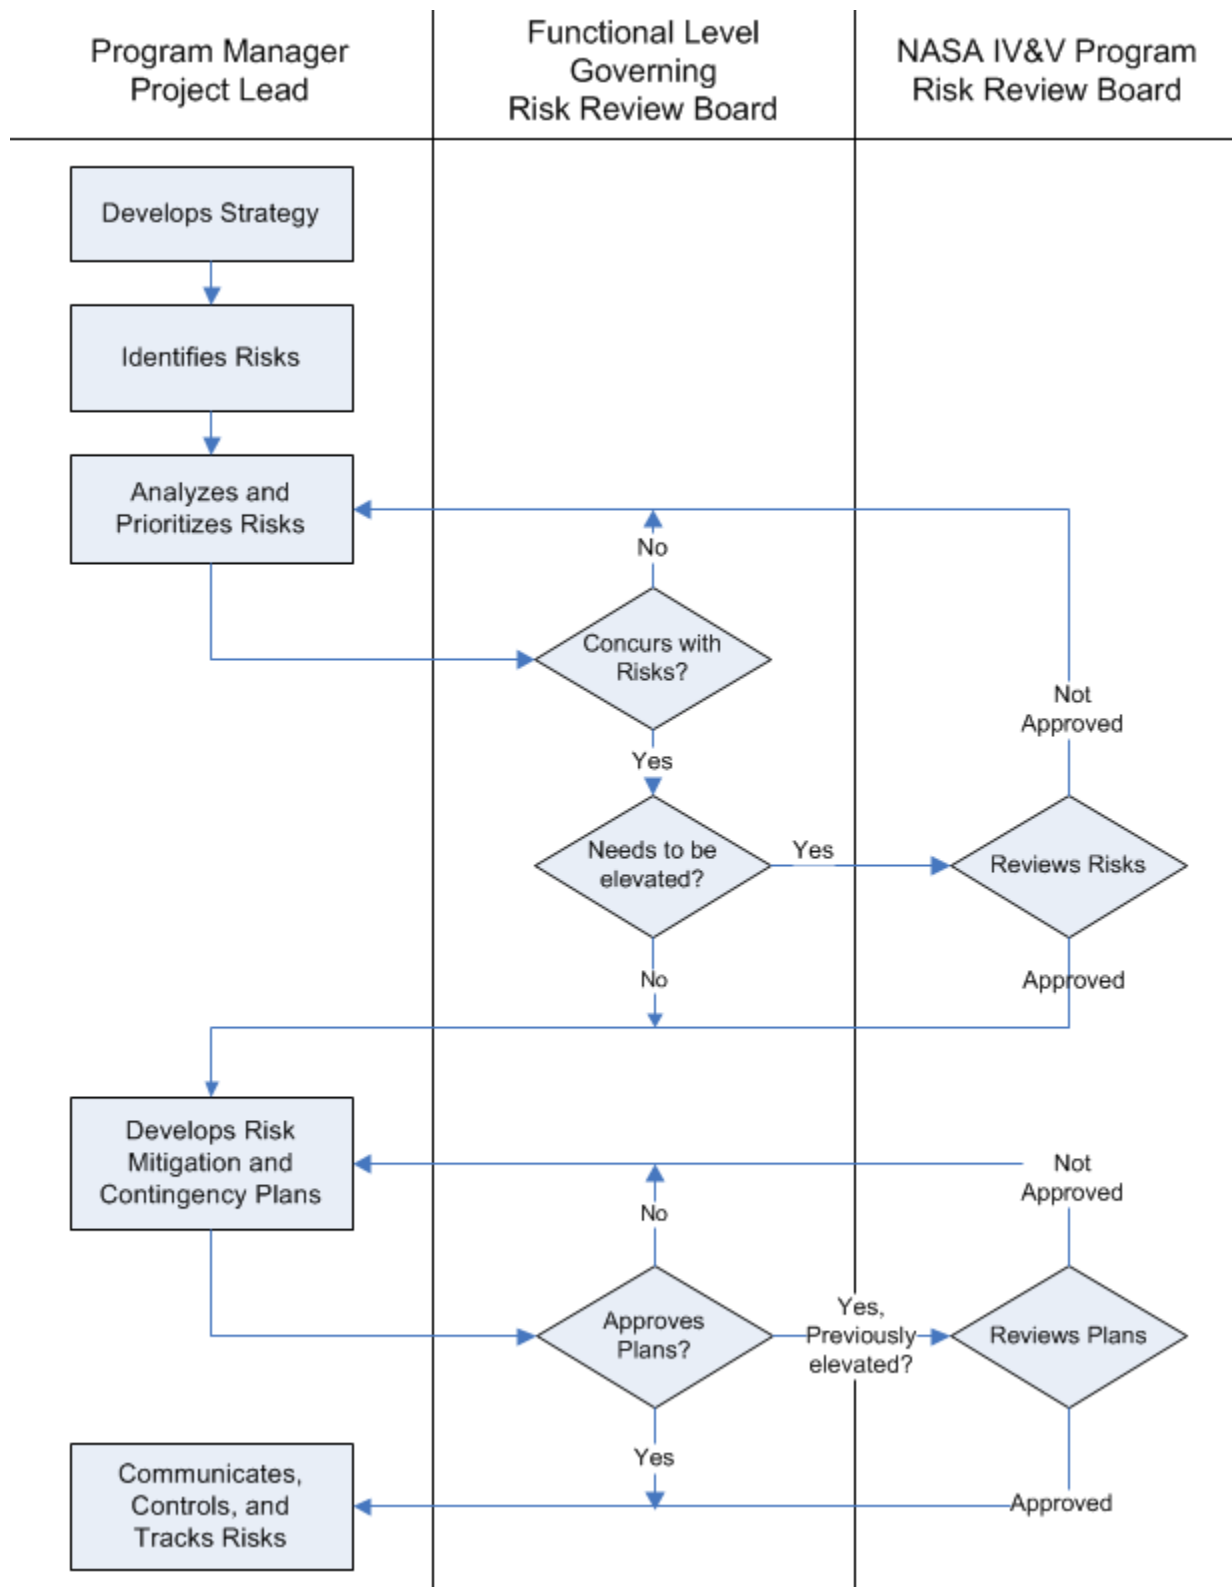 Program Manager
Project Lead
Functional Level
Governing
Risk Review Board
NASA IV&V Program
Risk Review Board
Develops Strategy
Identifies Risks
Analyzes and
Prioritizes Risks
No
Concurs with
Risks?
Yes
Not
Approved
Needs to be
elevated?
Yes
Reviews Risks
No
Approved
Develops Risk
Mitigation and
Contingency Plans
Not
Approved
No
Approves
Plans?
Yes,
Previously
elevated?
Reviews Plans
Yes
Communicates,
Controls, and
Tracks Risks
Approved